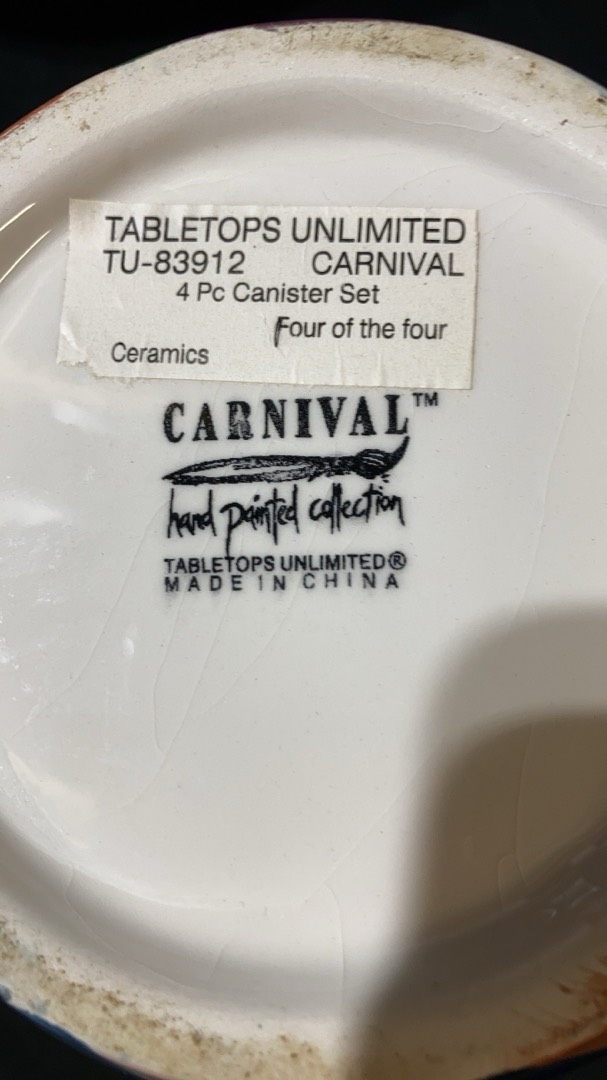 TABLETOPS UNLIMITED
TU-83912 CARNIVAL
4 Pc Canister Set
Four of the four
Ceramics
CARNIVAL™
hand painted collection
TABLETOPS UNLIMITED®
MADE IN CHINA